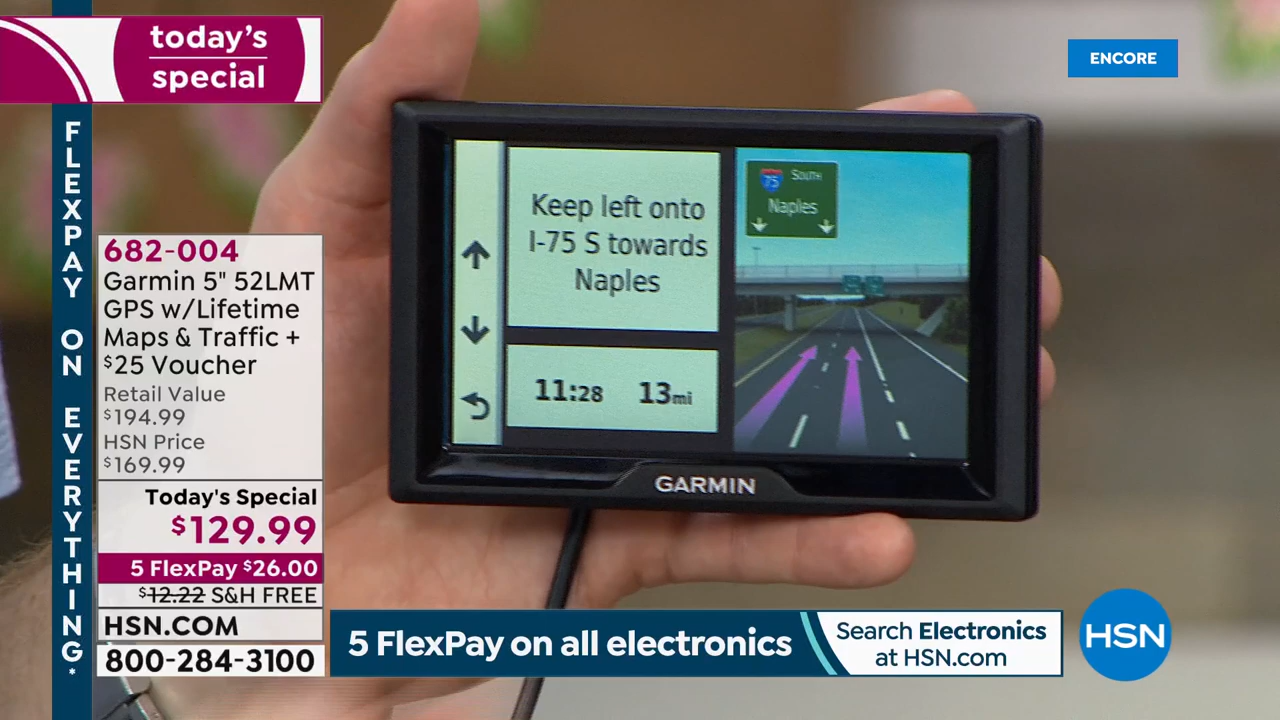 today's
special
ENCORE
FLEXPAY ON EVERYTHING*
682-004
Garmin 5" 52LMT
GPS w/Lifetime
Maps & Traffic +
$25 Voucher
Retail Value
$194.99
HSN Price
$169.99
Today's Special
$129.99
5 FlexPay $26.00
$12.22 S&H FREE
HSN.COM
800-284-3100
Keep left onto
I-75 S towards
Naples
11:28 13mi
75 SOUTH
Naples
GARMIN
5 FlexPay on all electronics
Search Electronics
at HSN.com
HSN